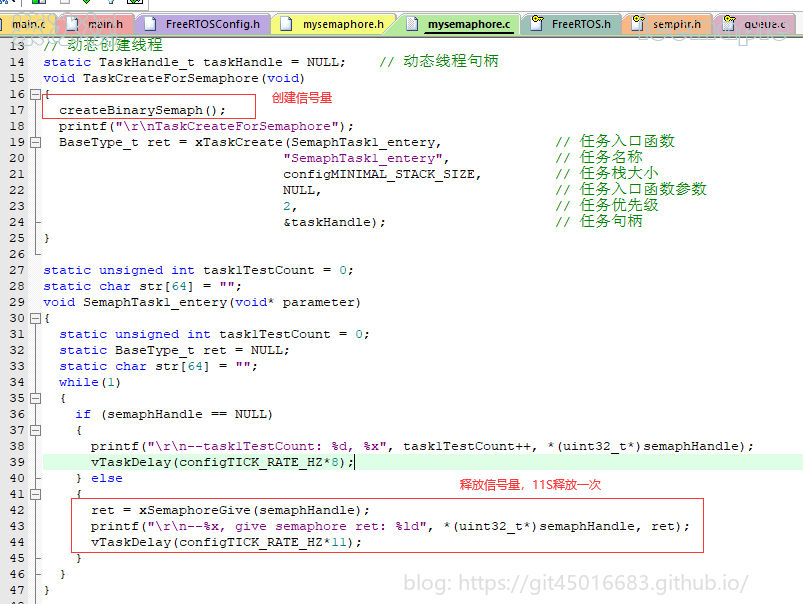 main.c main.h FreeRTOSConfig.h mysemaphore.h mysemaphore.c FreeRTOS.h semphr.h queue.c
13 // 动态创建线程
14 static TaskHandle_t taskHandle = NULL; // 动态线程句柄
15 void TaskCreateForSemaphore(void)
16 {
创建信号量
17 createBinarySemaph();
18 printf("\r\nTaskCreateForSemaphore");
19 BaseType_t ret = xTaskCreate(SemaphTask1_entery, // 任务入口函数
20 "SemaphTask1_entery", // 任务名称
21 configMINIMAL_STACK_SIZE, // 任务栈大小
22 NULL, // 任务入口函数参数
23 2, // 任务优先级
24 &taskHandle); // 任务句柄
25 }
26
27 static unsigned int task1TestCount = 0;
28 static char str[64] = "";
29 void SemaphTask1_entery(void* parameter)
30 {
31 static unsigned int task1TestCount = 0;
32 static BaseType_t ret = NULL;
33 static char str[64] = "";
34 while(1)
35 {
36 if (semaphHandle == NULL)
37 {
38 printf("\r\n--task1TestCount: %d, %x", task1TestCount++, *(uint32_t*)semaphHandle);
39 vTaskDelay(configTICK_RATE_HZ*8);
40 } else
释放信号量，11S释放一次
41 {
42 ret = xSemaphoreGive(semaphHandle);
43 printf("\r\n--%x, give semaphore ret: %ld", *(uint32_t*)semaphHandle, ret);
44 vTaskDelay(configTICK_RATE_HZ*11);
45 }
46 }
47 }
blog: https://git45016683.github.io/